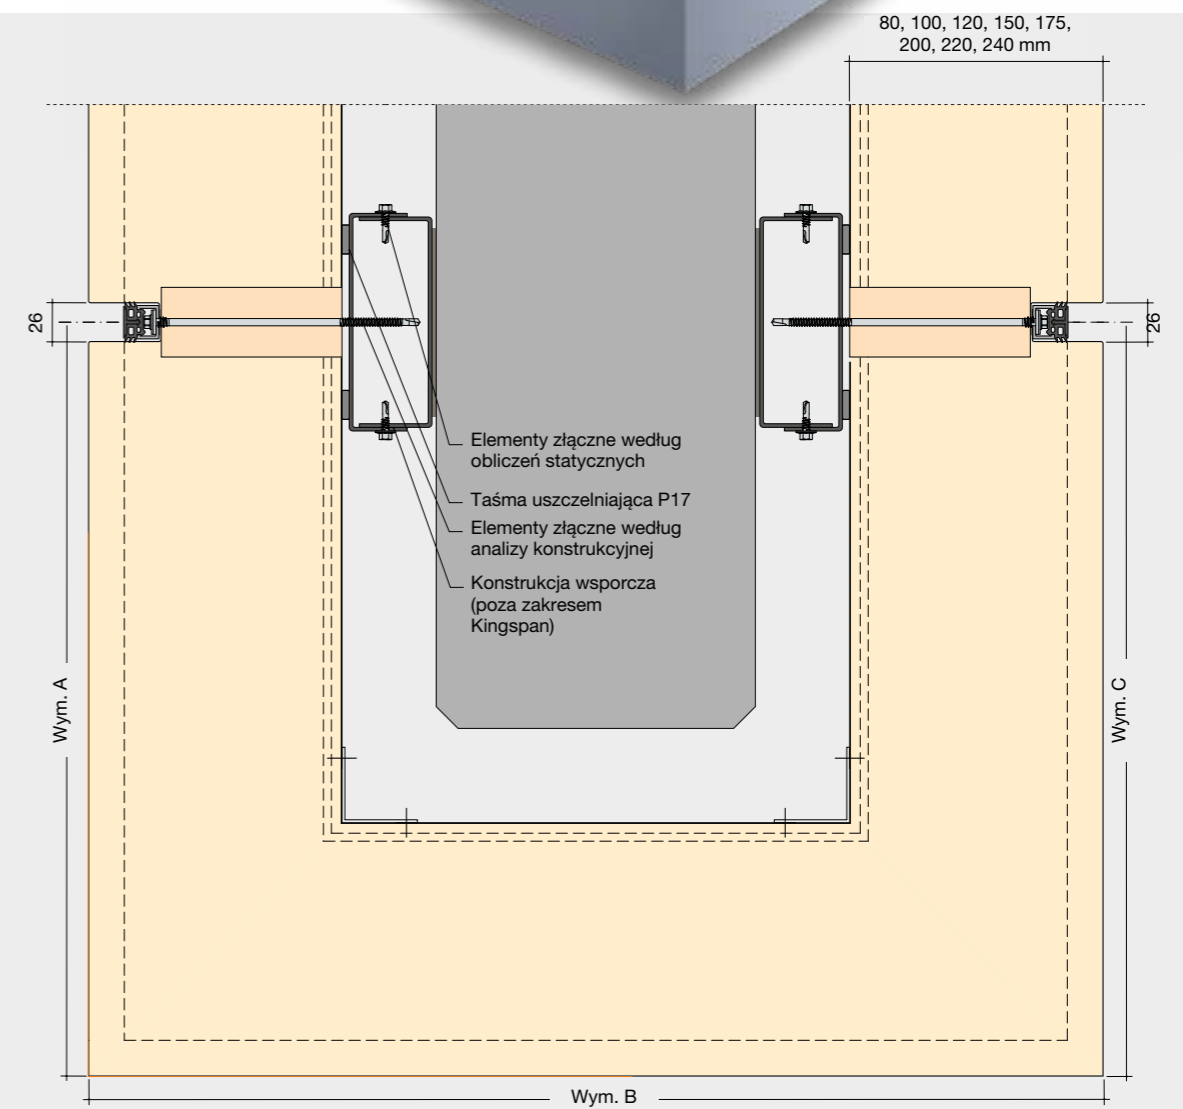 80, 100, 120, 150, 175,
200, 220, 240 mm
26
26
Elementy złączne według
obliczeń statycznych
Taśma uszczelniająca P17
Elementy złączne według
analizy konstrukcyjnej
Konstrukcja wsporcza
(poza zakresem
Kingspan)
Wym. A
Wym. C
Wym. B